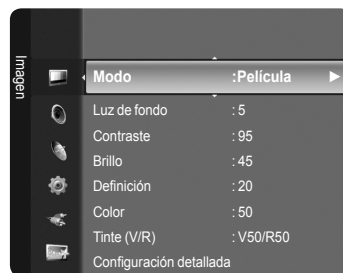 Imagen
Modo :Película
Luz de fondo : 5
Contraste : 95
Brillo : 45
Definición : 20
Color : 50
Tinte (V/R) : V50/R50
Configuración detallada